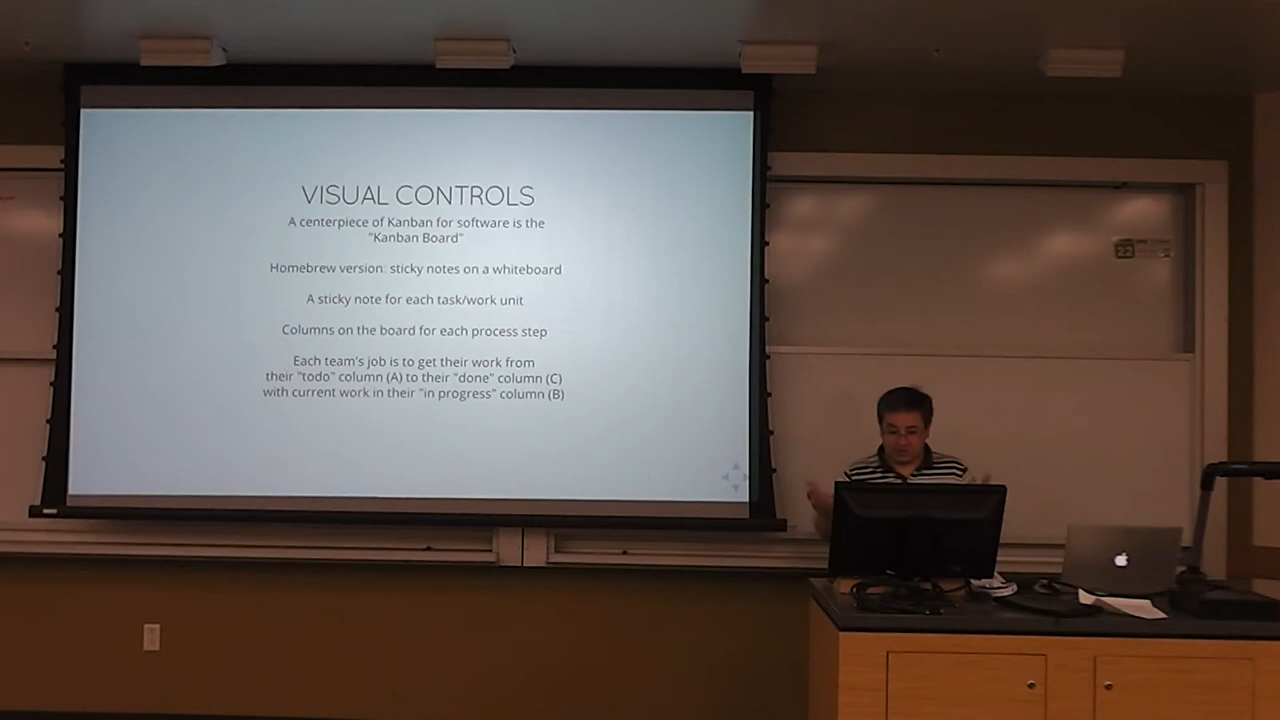 VISUAL CONTROLS
A centerpiece of Kanban for software is the
"Kanban Board"
Homebrew version: sticky notes on a whiteboard
A sticky note for each task/work unit
Columns on the board for each process step
Each team's job is to get their work from
their "todo" column (A) to their "done" column (C)
with current work in their "in progress" column (B)
22